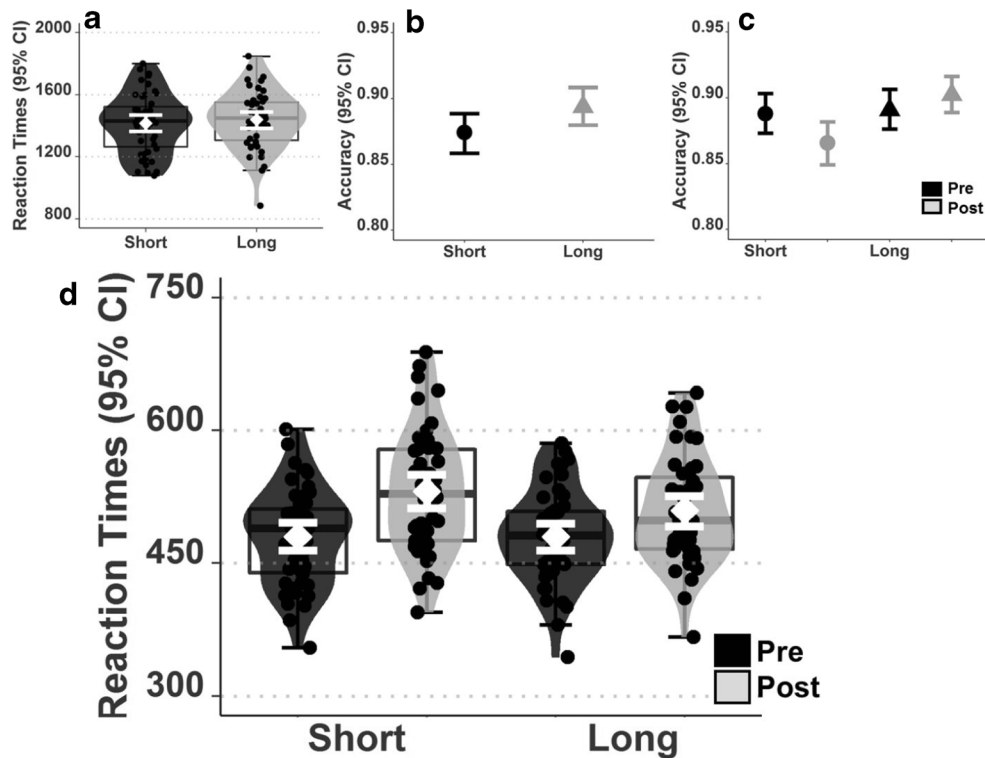 a
Reaction Times (95% CI)
2000
1600
1200
800
Short Long
b
Accuracy (95% CI)
0.95
0.90
0.85
0.80
Short Long
c
Accuracy (95% CI)
0.95
0.90
0.85
0.80
Short Long
Pre
Post
d
Reaction Times (95% CI)
750
600
450
300
Short Long
Pre
Post